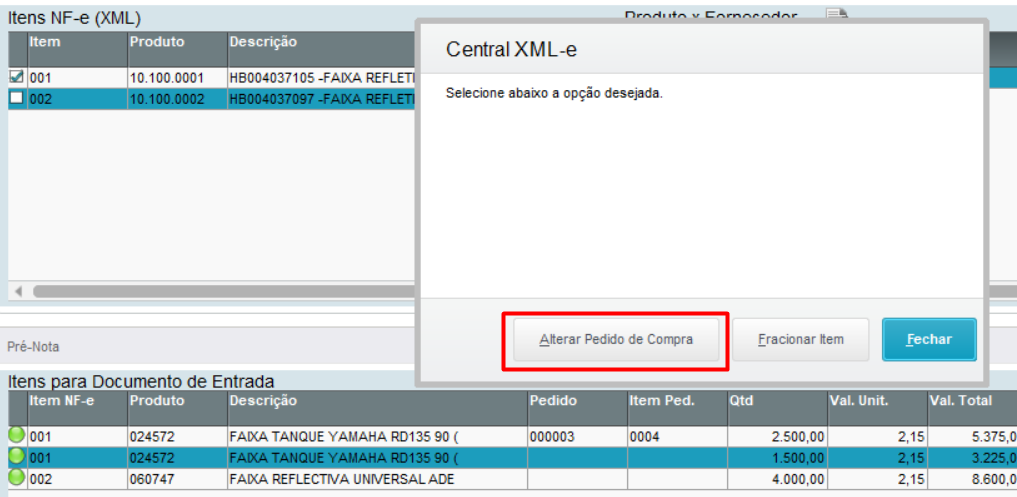 Itens NF-e (XML)
Produto x Fornecedor
Item Produto Descrição
001 10.100.0001 HB004037105 -FAIXA REFLETI
002 10.100.0002 HB004037097 -FAIXA REFLETI
Central XML-e
Selecione abaixo a opção desejada.
Alterar Pedido de Compra Fracionar Item Fechar
Pré-Nota
Itens para Documento de Entrada
Item NF-e Produto Descrição Pedido Item Ped. Qtd Val. Unit. Val. Total
001 024572 FAIXA TANQUE YAMAHA RD135 90 ( 000003 0004 2.500,00 2,15 5.375,0
001 024572 FAIXA TANQUE YAMAHA RD135 90 ( 1.500,00 2,15 3.225,0
002 060747 FAIXA REFLECTIVA UNIVERSAL ADE 4.000,00 2,15 8.600,0